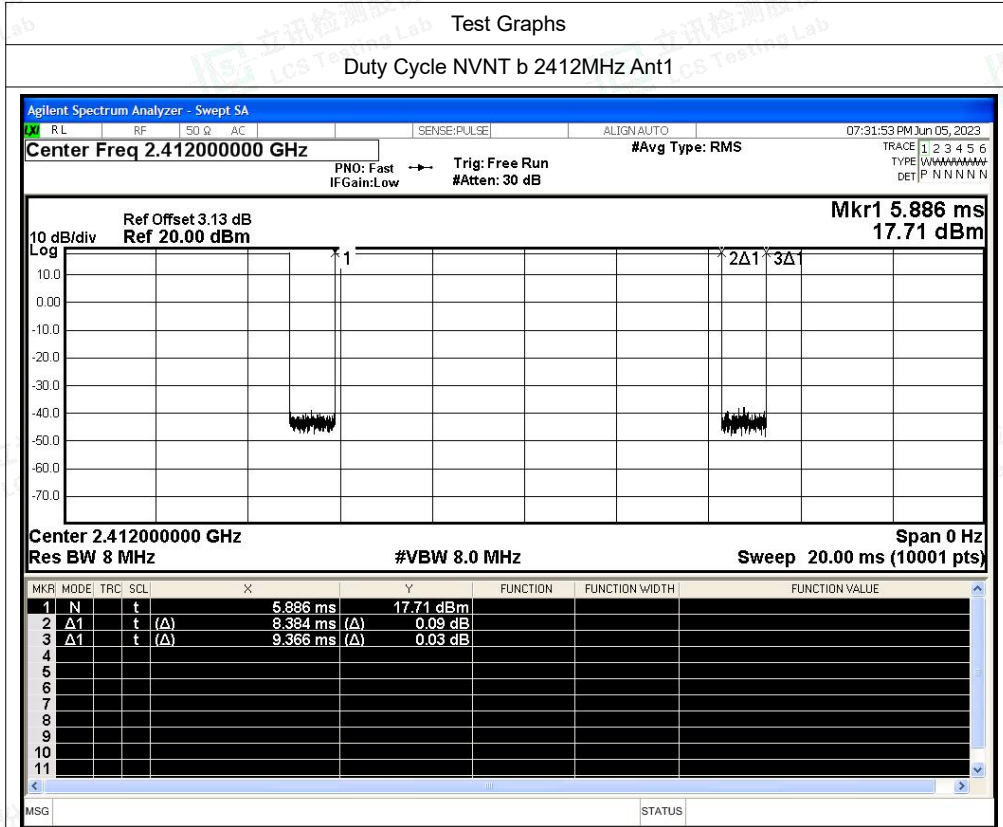 Test Graphs
Duty Cycle NVNT b 2412MHz Ant1
Agilent Spectrum Analyzer - Swept SA
LXI RL RF 50 Ω AC SENSE:PULSE ALIGN AUTO 07:31:53 PM Jun 05, 2023
Center Freq 2.412000000 GHz #Avg Type: RMS TRACE 1 2 3 4 5 6
PNO: Fast Trig: Free Run TYPE WWWWWW
IFGain:Low #Atten: 30 dB DET P N N N N N
Ref Offset 3.13 dB Mkr1 5.886 ms
10 dB/div Ref 20.00 dBm 17.71 dBm
Log
1 2Δ1 3Δ1
10.0
0.00
-10.0
-20.0
-30.0
-40.0
-50.0
-60.0
-70.0
Center 2.412000000 GHz Span 0 Hz
Res BW 8 MHz #VBW 8.0 MHz Sweep 20.00 ms (10001 pts)
MKR MODE TRC SCL X Y FUNCTION FUNCTION WIDTH FUNCTION VALUE
1 N t 5.886 ms 17.71 dBm
2 Δ1 t (Δ) 8.384 ms (Δ) 0.09 dB
3 Δ1 t (Δ) 9.366 ms (Δ) 0.03 dB
4
5
6
7
8
9
10
11
MSG STATUS